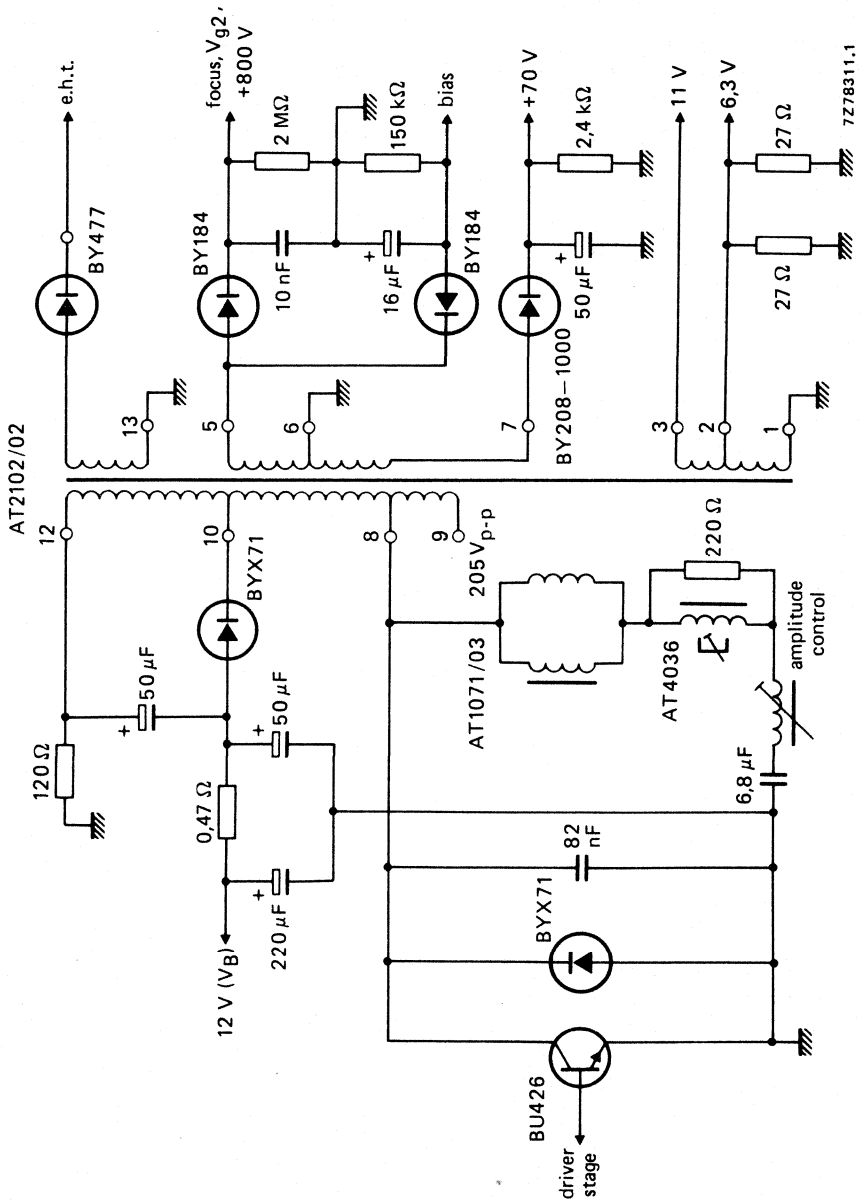 AT2102/02
12
120 Ω
+
50 µF
10
BYX71
0,47 Ω
+
50 µF
+
220 µF
12 V (VB)
8
9
205 Vp-p
AT1071/03
AT4036
220 Ω
amplitude
control
6,8 µF
82
nF
BYX71
BU426
driver
stage
e.h.t.
BY477
13
focus, Vg2,
+800 V
BY184
5
6
2 MΩ
10 nF
150 kΩ
+
16 µF
bias
BY184
7
BY208–1000
+70 V
2,4 kΩ
+
50 µF
3
11 V
2
6,3 V
1
27 Ω
27 Ω
7Z78311.1